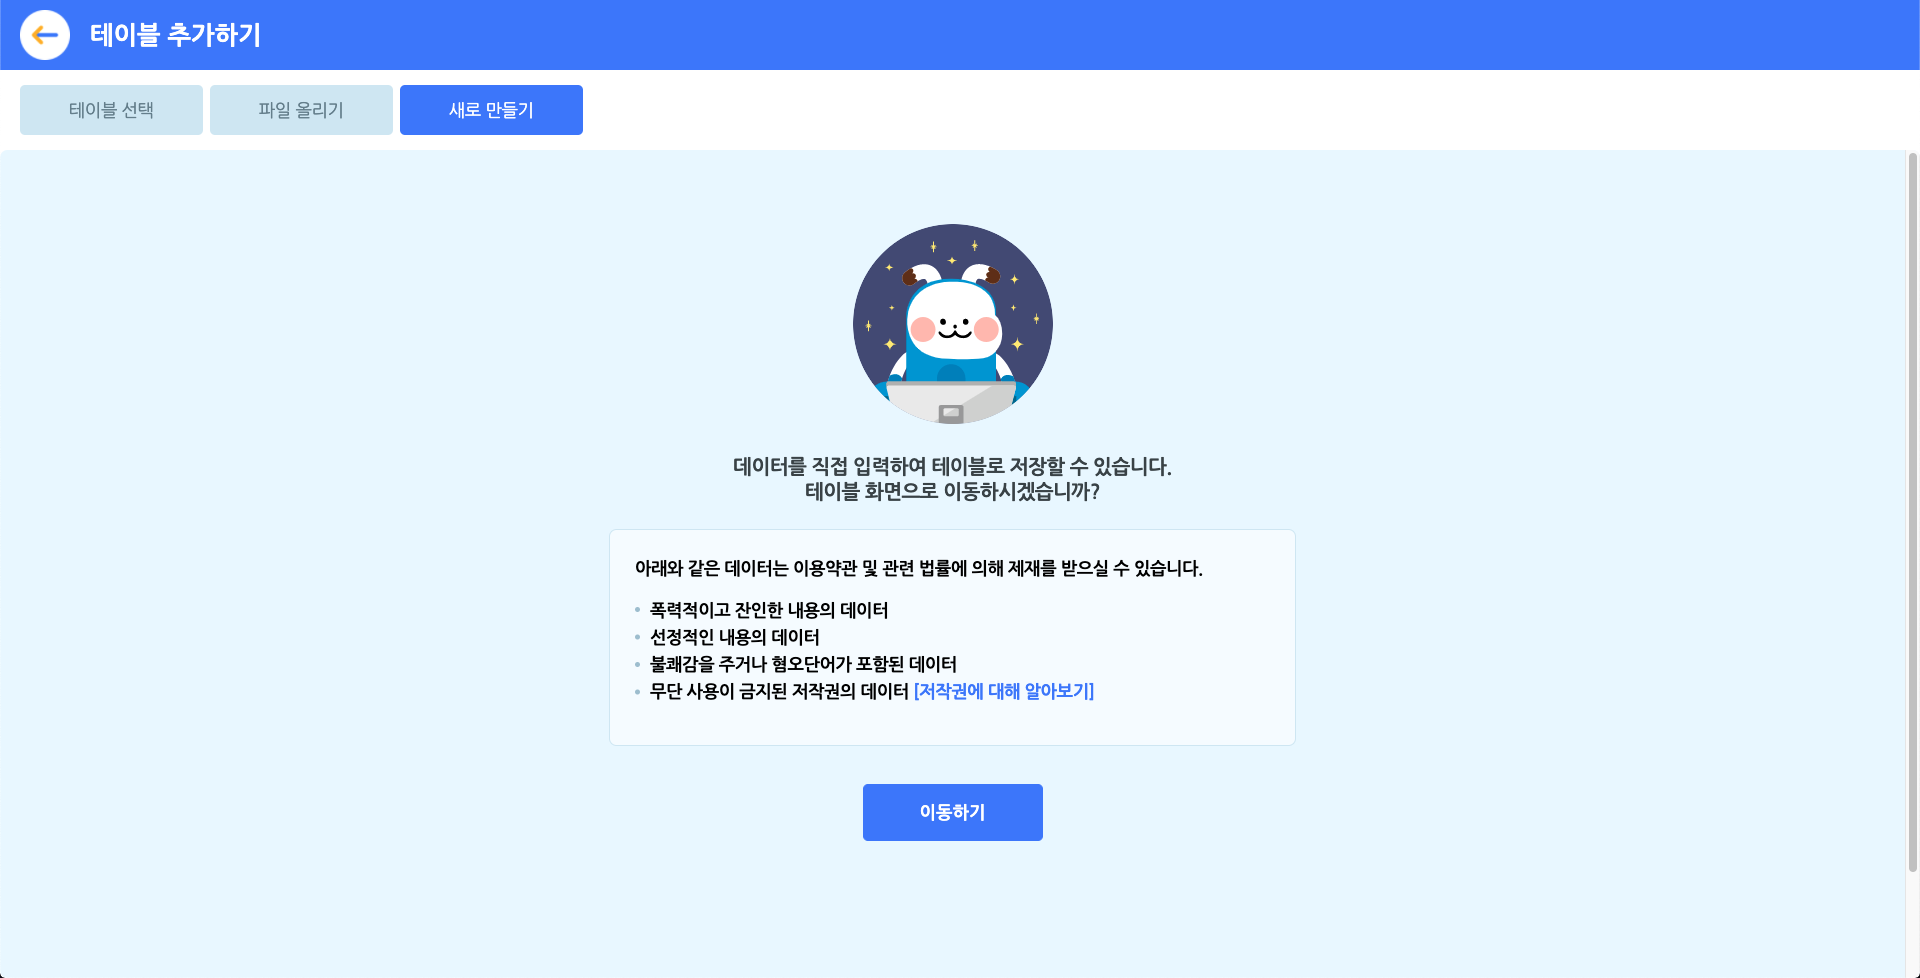 테이블 추가하기
테이블 선택
파일 올리기
새로 만들기
데이터를 직접 입력하여 테이블로 저장할 수 있습니다.
테이블 화면으로 이동하시겠습니까?
아래와 같은 데이터는 이용약관 및 관련 법률에 의해 제재를 받으실 수 있습니다.
• 폭력적이고 잔인한 내용의 데이터
• 선정적인 내용의 데이터
• 불쾌감을 주거나 혐오단어가 포함된 데이터
• 무단 사용이 금지된 저작권의 데이터 [저작권에 대해 알아보기]
이동하기